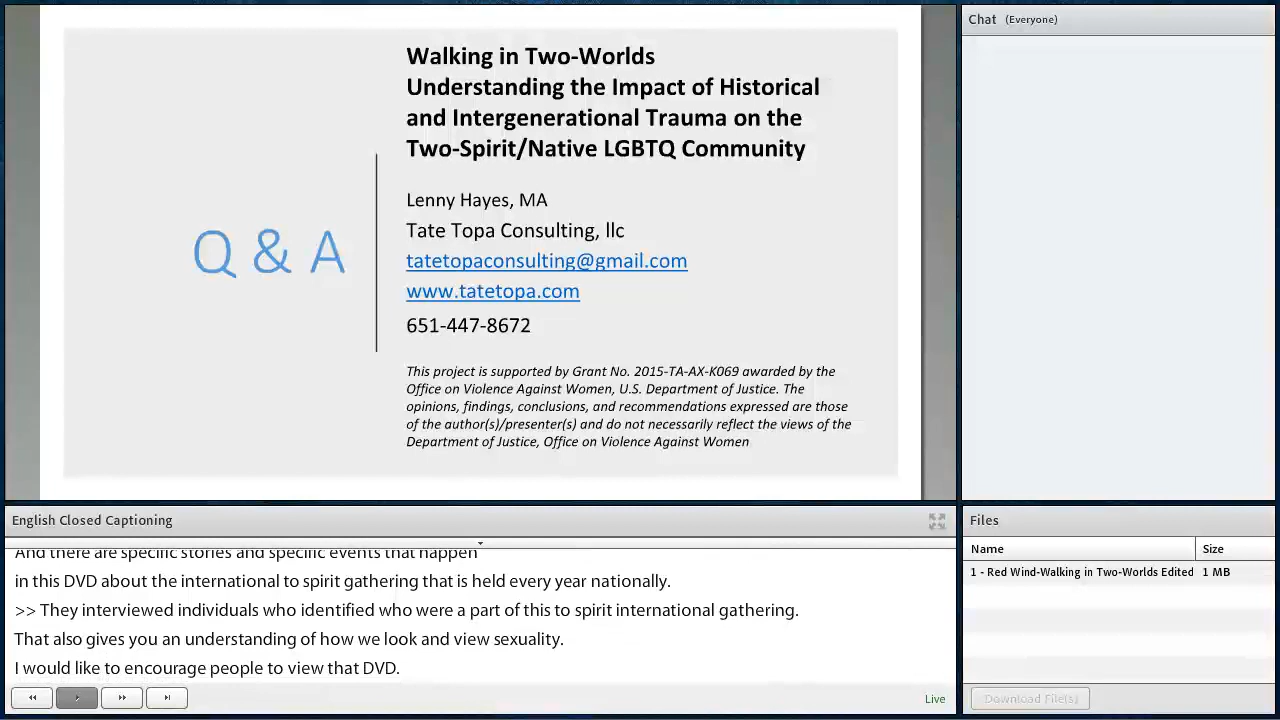 Walking in Two-Worlds
Understanding the Impact of Historical
and Intergenerational Trauma on the
Two-Spirit/Native LGBTQ Community
Q & A
Lenny Hayes, MA
Tate Topa Consulting, llc
tatetopaconsulting@gmail.com
www.tatetopa.com
651-447-8672
This project is supported by Grant No. 2015-TA-AX-K069 awarded by the
Office on Violence Against Women, U.S. Department of Justice. The
opinions, findings, conclusions, and recommendations expressed are those
of the author(s)/presenter(s) and do not necessarily reflect the views of the
Department of Justice, Office on Violence Against Women
Chat (Everyone)
English Closed Captioning
And there are specific stories and specific events that happen
in this DVD about the international to spirit gathering that is held every year nationally.
>> They interviewed individuals who identified who were a part of this to spirit international gathering.
That also gives you an understanding of how we look and view sexuality.
I would like to encourage people to view that DVD.
Live
Files
Name Size
1 - Red Wind-Walking in Two-Worlds Edited 1 MB
Download File(s)